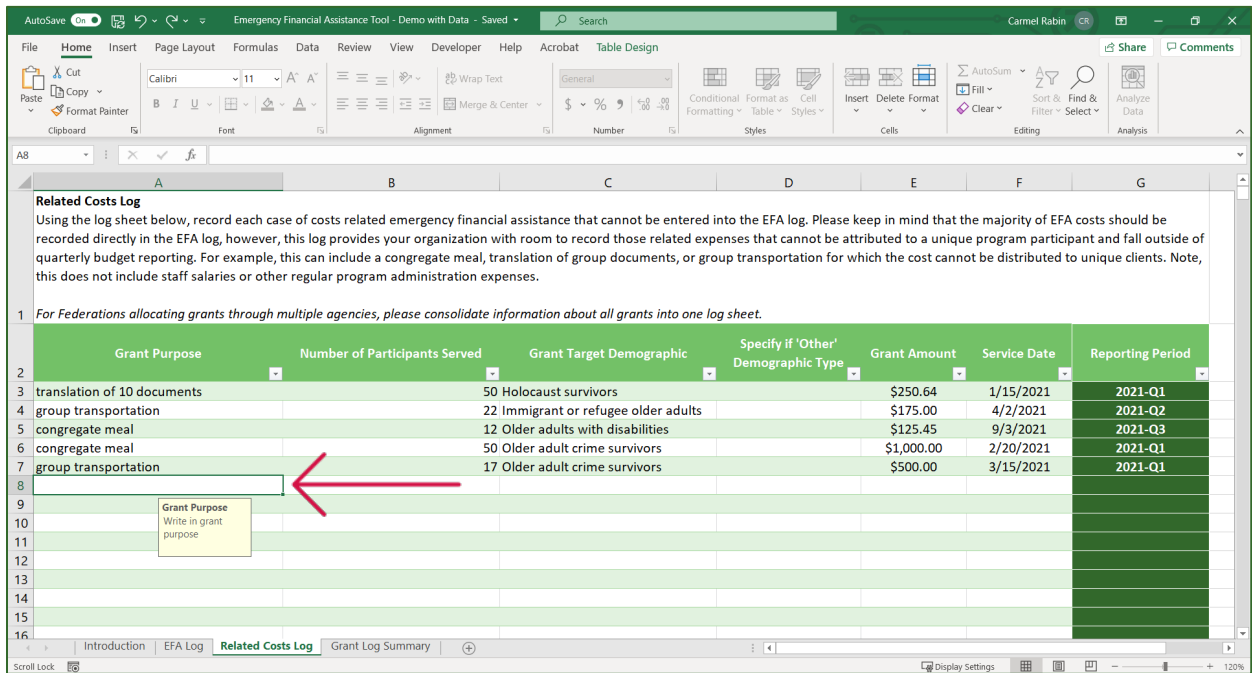 AutoSave On Emergency Financial Assistance Tool - Demo with Data - Saved Search Carmel Rabin CR
File Home Insert Page Layout Formulas Data Review View Developer Help Acrobat Table Design Share Comments
Paste Cut Copy Format Painter
Calibri 11 A A
B I U A
Wrap Text
Merge & Center
General
$ % 9
Conditional Formatting Format as Table Cell Styles
Insert Delete Format
AutoSum Fill Clear
Sort & Filter Find & Select
Analyze Data
Clipboard Font Alignment Number Styles Cells Editing Analysis
A8 fx
A B C D E F G
Related Costs Log
Using the log sheet below, record each case of costs related emergency financial assistance that cannot be entered into the EFA log. Please keep in mind that the majority of EFA costs should be
recorded directly in the EFA log, however, this log provides your organization with room to record those related expenses that cannot be attributed to a unique program participant and fall outside of
quarterly budget reporting. For example, this can include a congregate meal, translation of group documents, or group transportation for which the cost cannot be distributed to unique clients. Note,
this does not include staff salaries or other regular program administration expenses.
1 For Federations allocating grants through multiple agencies, please consolidate information about all grants into one log sheet.
2 Grant Purpose Number of Participants Served Grant Target Demographic Specify if 'Other' Demographic Type Grant Amount Service Date Reporting Period
3 translation of 10 documents 50 Holocaust survivors $250.64 1/15/2021 2021-Q1
4 group transportation 22 Immigrant or refugee older adults $175.00 4/2/2021 2021-Q2
5 congregate meal 12 Older adults with disabilities $125.45 9/3/2021 2021-Q3
6 congregate meal 50 Older adult crime survivors $1,000.00 2/20/2021 2021-Q1
7 group transportation 17 Older adult crime survivors $500.00 3/15/2021 2021-Q1
8
9 Grant Purpose
10 Write in grant
purpose
11
12
13
14
15
16
Introduction EFA Log Related Costs Log Grant Log Summary
Scroll Lock Display Settings 120%